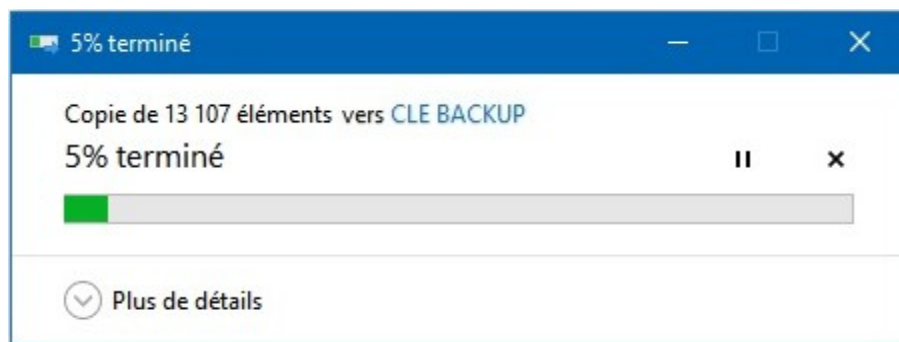 5% terminé
Copie de 13 107 éléments vers CLE BACKUP
5% terminé
Plus de détails